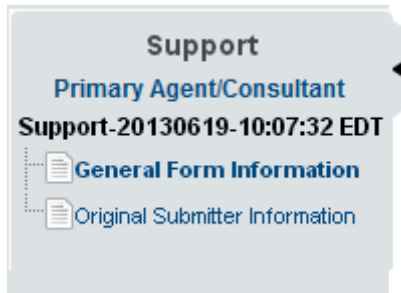 Support
Primary Agent/Consultant
Support-20130619-10:07:32 EDT
General Form Information
Original Submitter Information